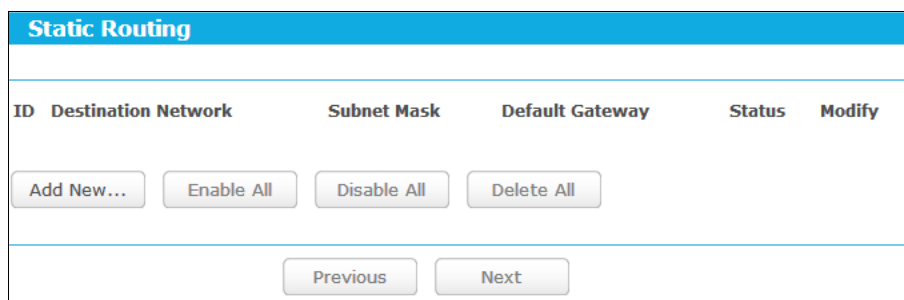 Static Routing
ID Destination Network Subnet Mask Default Gateway Status Modify
Add New... Enable All Disable All Delete All
Previous Next